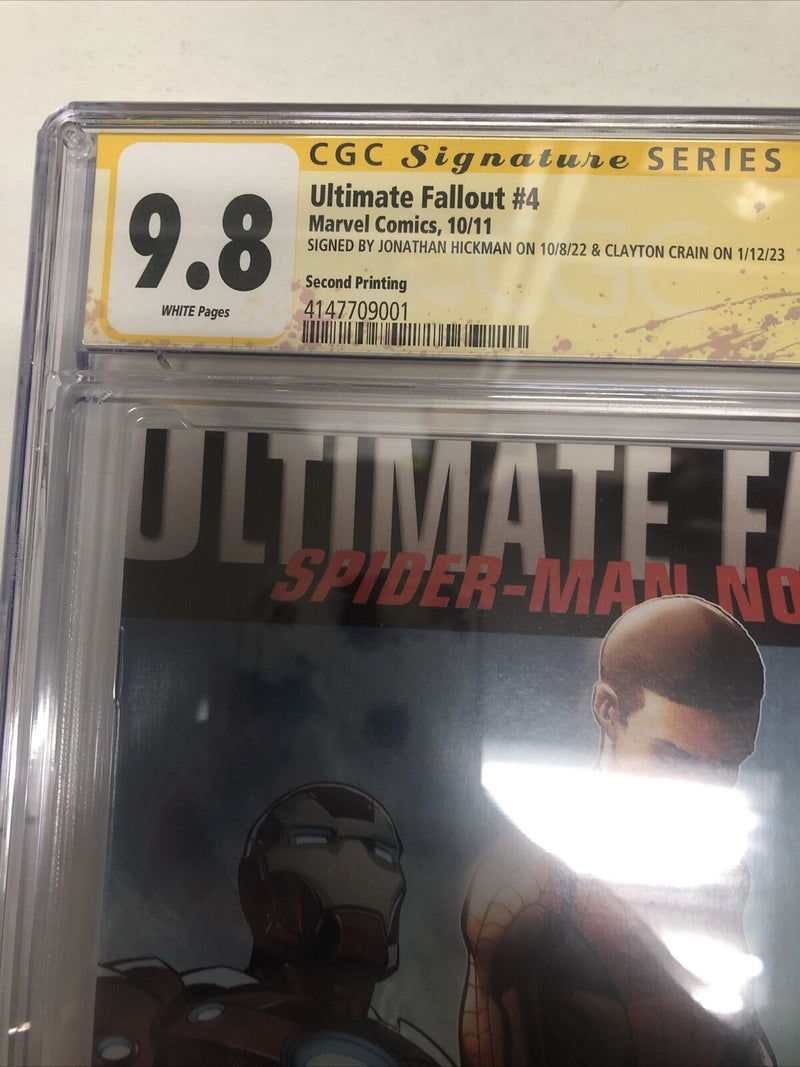 CGC Signature SERIES
9.8
WHITE Pages
Ultimate Fallout #4
Marvel Comics, 10/11
SIGNED BY JONATHAN HICKMAN ON 10/8/22 & CLAYTON CRAIN ON 1/12/23
Second Printing
4147709001
CGC
ULTIMATE FA
SPIDER-MAN NO